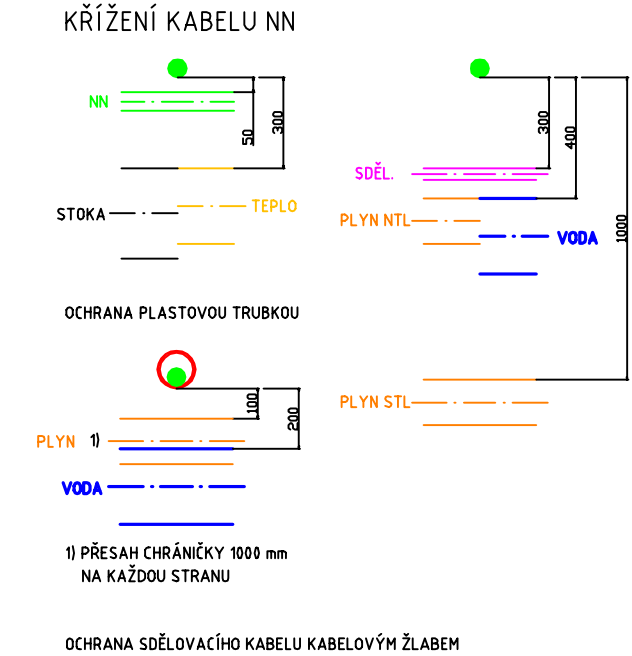 KŘÍŽENÍ KABELU NN
NN
50
300
STOKA
TEPLO
SDĚL.
PLYN NTL
VODA
300
400
1000
PLYN STL
OCHRANA PLASTOVOU TRUBKOU
100
200
PLYN 1)
VODA
1) PŘESAH CHRÁNIČKY 1000 mm
NA KAŽDOU STRANU
OCHRANA SDĚLOVACÍHO KABELU KABELOVÝM ŽLABEM